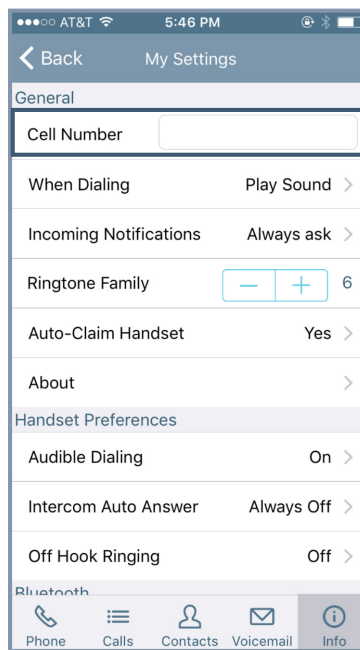 AT&T 5:46 PM
Back My Settings
General
Cell Number
When Dialing Play Sound
Incoming Notifications Always ask
Ringtone Family − + 6
Auto-Claim Handset Yes
About
Handset Preferences
Audible Dialing On
Intercom Auto Answer Always Off
Off Hook Ringing Off
Bluetooth
Phone Calls Contacts Voicemail Info